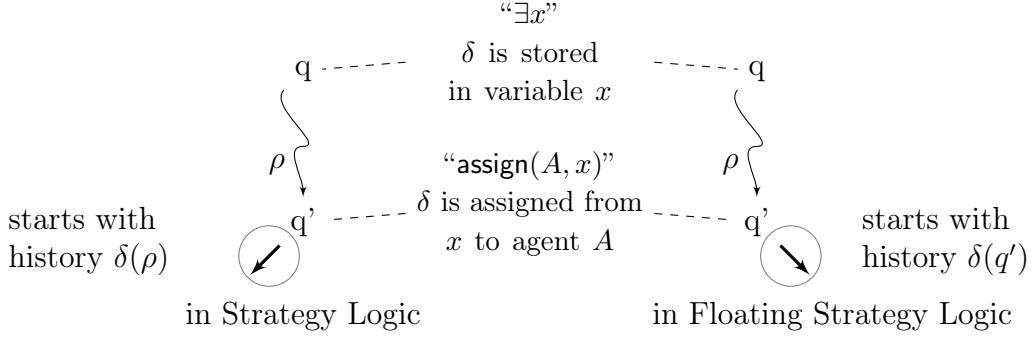 “∃x”
q
δ is stored
q
in variable x
“assign(A, x)”
ρ
ρ
δ is assigned from
x to agent A
q’
q’
starts with
history δ(ρ)
starts with
history δ(q′)
in Strategy Logic
in Floating Strategy Logic